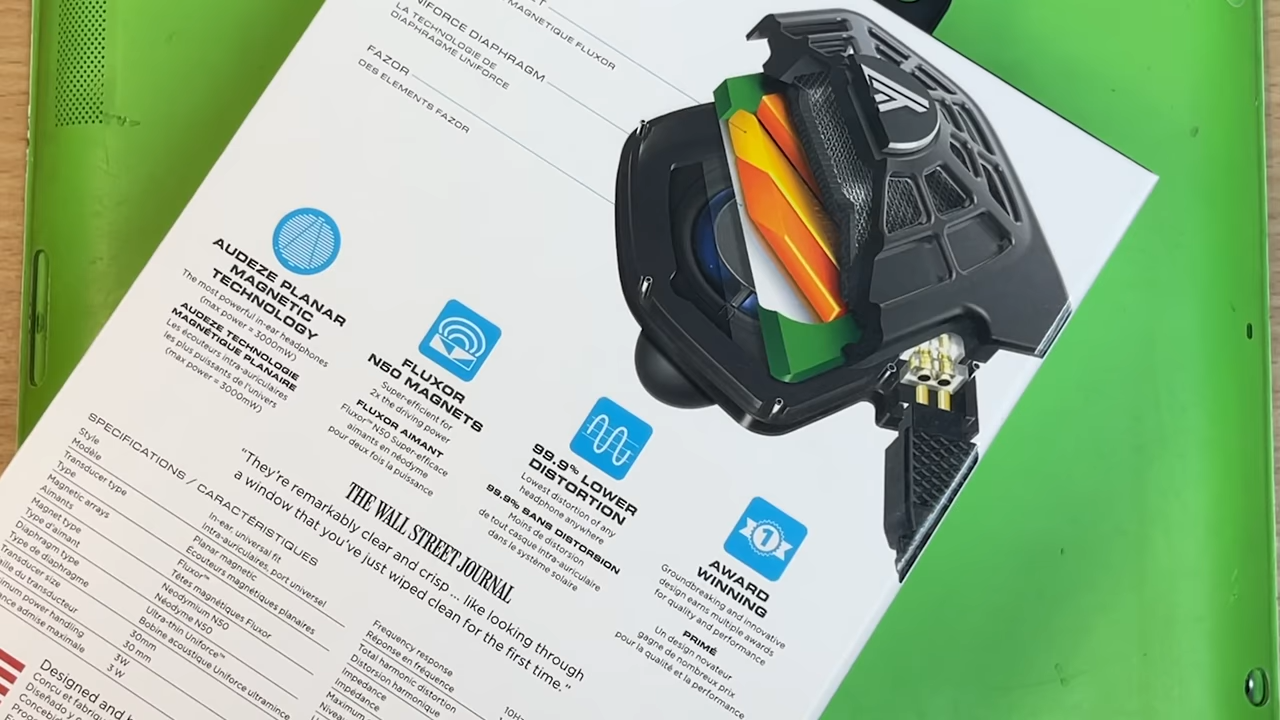 MAGNETIQUE FLUXOR
UNIFORCE DIAPHRAGM
LA TECHNOLOGIE DE
DIAPHRAGME UNIFORCE
FAZOR
DES ELEMENTS FAZOR
AUDEZE PLANAR
MAGNETIC
TECHNOLOGY
The most powerful in-ear headphones
(max power = 3000mW)
AUDEZE TECHNOLOGIE
MAGNÉTIQUE PLANAIRE
Les écouteurs intra-auriculaires
les plus puissants de l'univers
(max power = 3000mW)
FLUXOR
N50 MAGNETS
Super-efficient for
2x the driving power
FLUXOR AIMANT
Fluxor™ N50 Super-efficace
aimants en néodyme
pour deux fois la puissance
99.9% LOWER
DISTORTION
Lowest distortion of any
headphone anywhere
99.9% SANS DISTORSION
Moins de distorsion
de tout casque intra-auriculaire
dans le système solaire
1
AWARD
WINNING
Groundbreaking and innovative
design earns multiple awards
for quality and performance
PRIMÉ
Un design novateur
gagne de nombreux prix
pour la qualité et la performance
"They're remarkably clear and crisp ... like looking through
a window that you've just wiped clean for the first time."
THE WALL STREET JOURNAL
SPECIFICATIONS / CARACTÉRISTIQUES
Style
In-ear, universal fit
Modèle
Intra-auriculaires, port universel
Transducer type
Planar magnetic
Type
Écouteurs magnétiques planaires
Magnetic arrays
Fluxor™
Aimants
Têtes magnétiques Fluxor
Magnet type
Neodymium N50
Type d'aimant
Néodyme N50
Diaphragm type
Ultra-thin Uniforce™
Type de diaphragme
Bobine acoustique Uniforce ultramince
Transducer size
30mm
Taille du transducteur
30 mm
Maximum power handling
3W
admise maximale
3 W
Frequency response
10Hz
Réponse en fréquence
Total harmonic distortion
Distorsion harmonique
Impedance
Impédance
Maximum
Designed and
Conçu et
Diseñado y